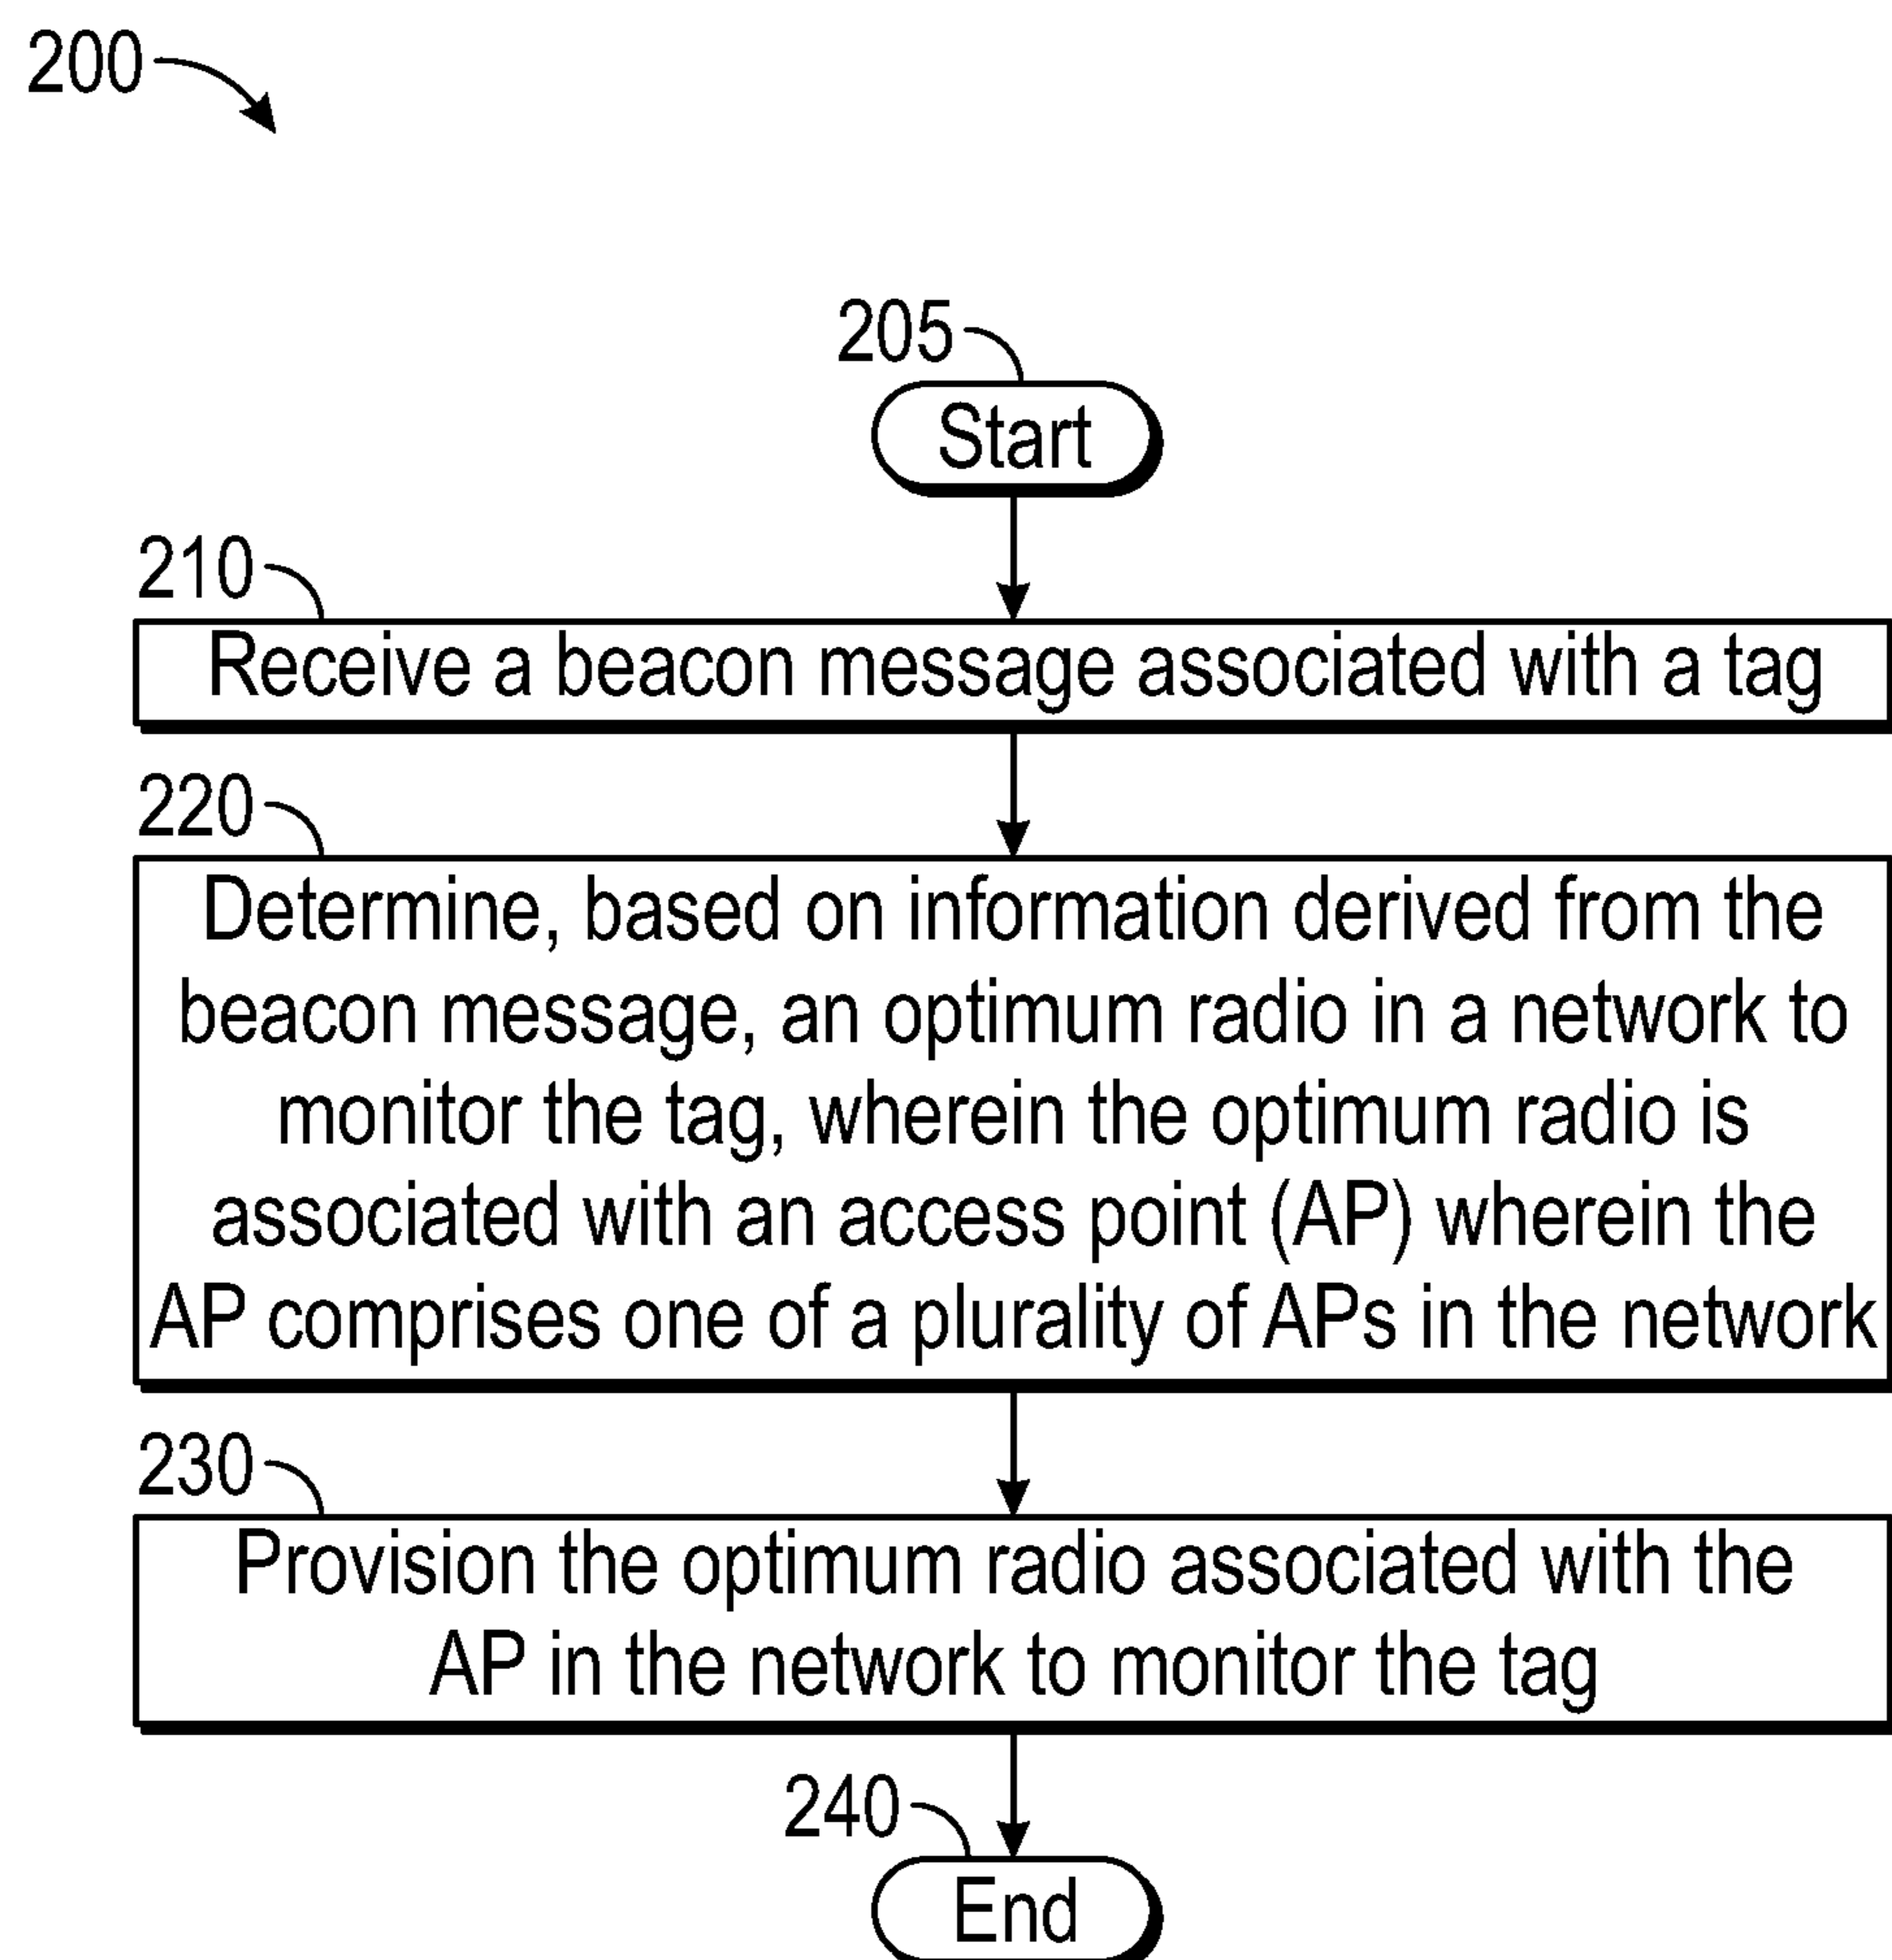 200
205
Start
210
Receive a beacon message associated with a tag
220
Determine, based on information derived from the
beacon message, an optimum radio in a network to
monitor the tag, wherein the optimum radio is
associated with an access point (AP) wherein the
AP comprises one of a plurality of APs in the network
230
Provision the optimum radio associated with the
AP in the network to monitor the tag
240
End